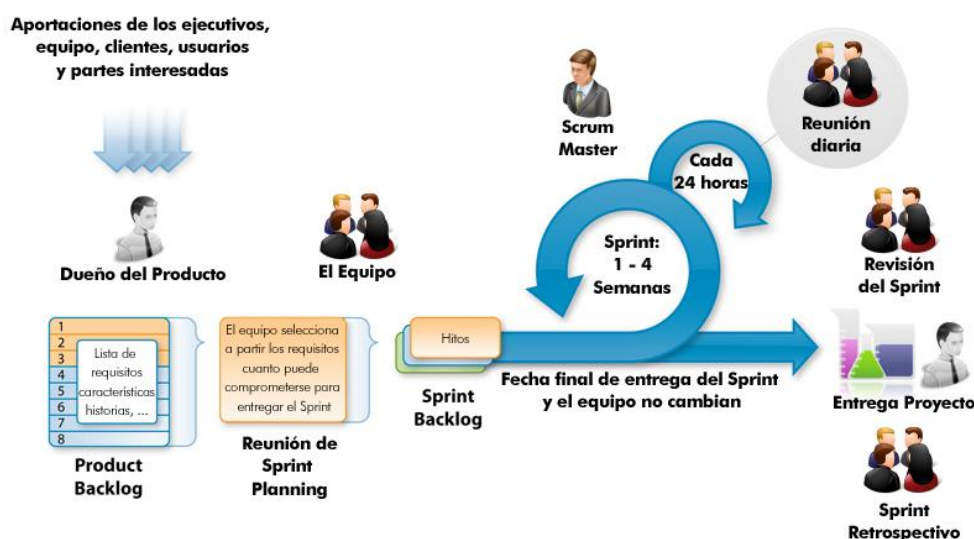 Aportaciones de los ejecutivos,
equipo, clientes, usuarios
y partes interesadas
Dueño del Producto
El Equipo
Scrum
Master
Cada
24 horas
Reunión
diaria
Sprint:
1 - 4
Semanas
Revisión
del Sprint
1
2
3
4
5
6
7
8
Lista de
requisitos
características
historias, ...
Product
Backlog
El equipo selecciona
a partir los requisitos
cuanto puede
comprometerse para
entregar el Sprint
Reunión de
Sprint
Planning
Hitos
Sprint
Backlog
Fecha final de entrega del Sprint
y el equipo no cambian
Entrega Proyecto
Sprint
Retrospectivo